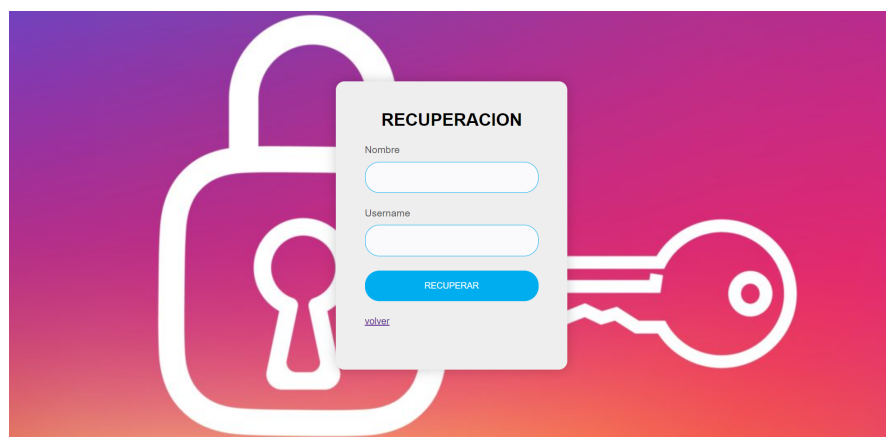 RECUPERACION
Nombre
Username
RECUPERAR
volver